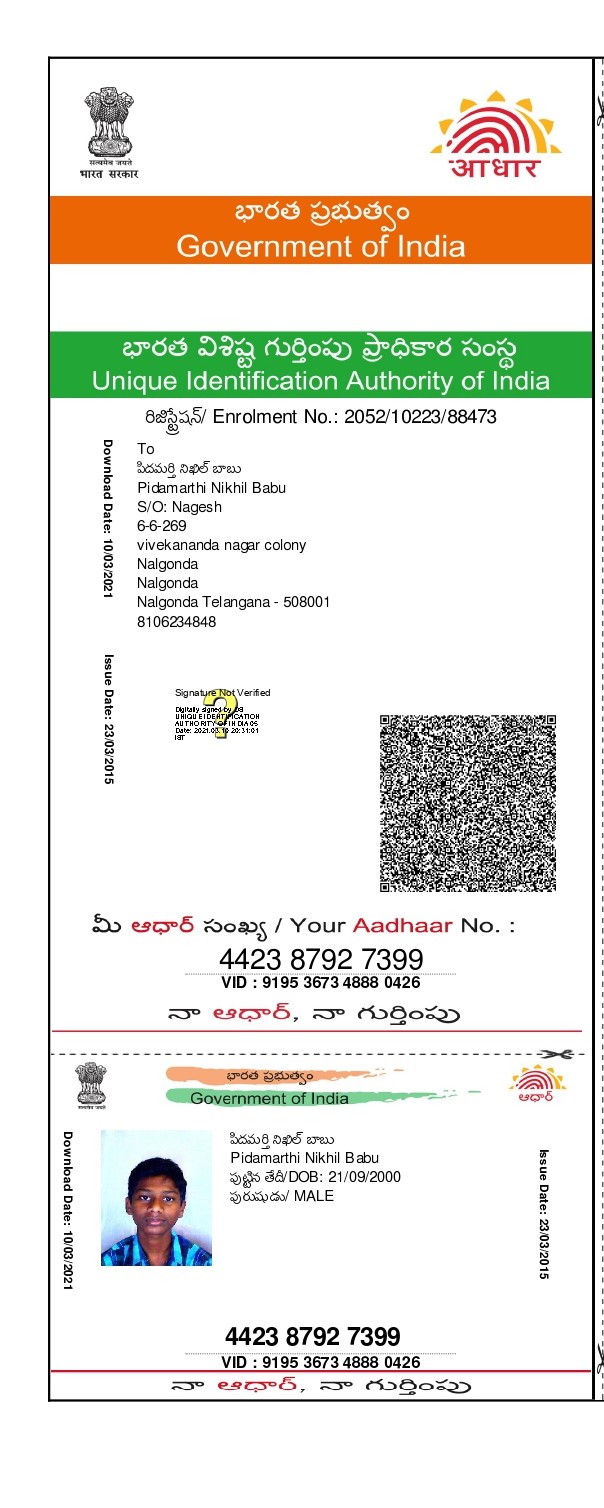 सत्यमेव जयते
भारत सरकार
आधार
భారత ప్రభుత్వం
Government of India
భారత విశిష్ట గుర్తింపు ప్రాధికార సంస్థ
Unique Identification Authority of India
రిజిస్ట్రేషన్/ Enrolment No.: 2052/10223/88473
Download Date: 10/03/2021
To
పిదమర్తి నిఖిల్ బాబు
Pidamarthi Nikhil Babu
S/O: Nagesh
6-6-269
vivekananda nagar colony
Nalgonda
Nalgonda
Nalgonda Telangana - 508001
8106234848
Issue Date: 23/03/2015
Signature Not Verified
Digitally signed by DS
UNIQUE IDENTIFICATION
AUTHORITY OF INDIA 05
Date: 2021.03.10 20:31:01
IST
మీ ఆధార్ సంఖ్య / Your Aadhaar No. :
4423 8792 7399
VID : 9195 3673 4888 0426
నా ఆధార్, నా గుర్తింపు
భారత ప్రభుత్వం
Government of India
सत्यमेव जयते
ఆధార్
Download Date: 10/03/2021
పిదమర్తి నిఖిల్ బాబు
Pidamarthi Nikhil Babu
పుట్టిన తేదీ/DOB: 21/09/2000
పురుషుడు/ MALE
Issue Date: 23/03/2015
4423 8792 7399
VID : 9195 3673 4888 0426
నా ఆధార్, నా గుర్తింపు